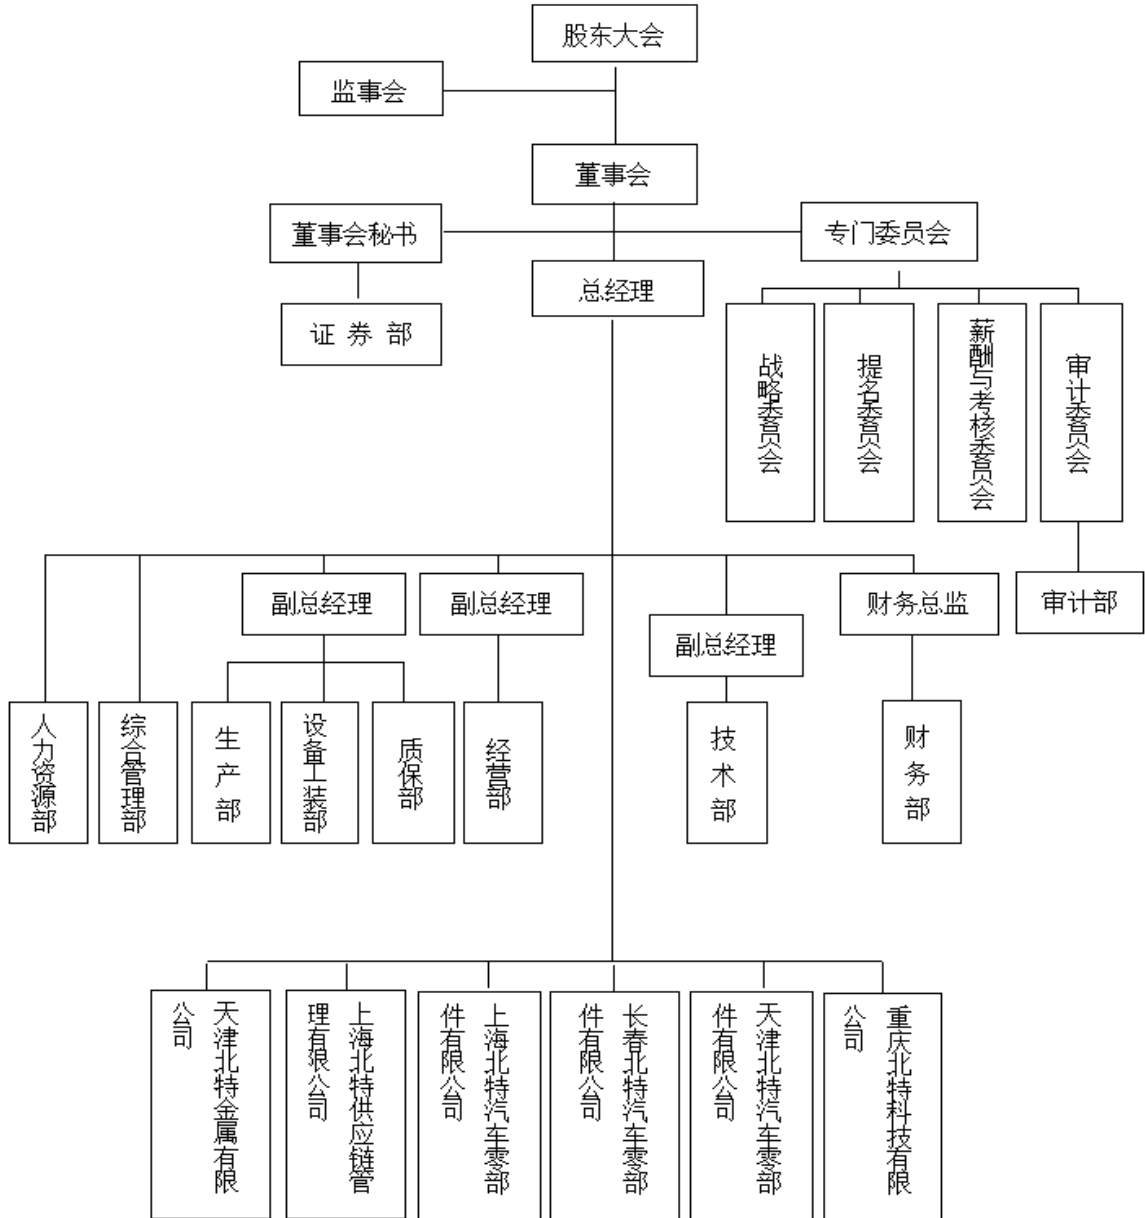 股东大会
监事会
董事会
董事会秘书
专门委员会
总经理
证 券 部
战略委员会
提名委员会
薪酬与考核委员会
审计委员会
副总经理
副总经理
副总经理
财务总监
审计部
人力资源部
综合管理部
生产部
设备工装部
质保部
经营部
技术部
财务部
天津北特金属有限
公司
上海北特供应链管
理有限公司
上海北特汽车零部
件有限公司
长春北特汽车零部
件有限公司
天津北特汽车零部
件有限公司
重庆北特科技有限
公司